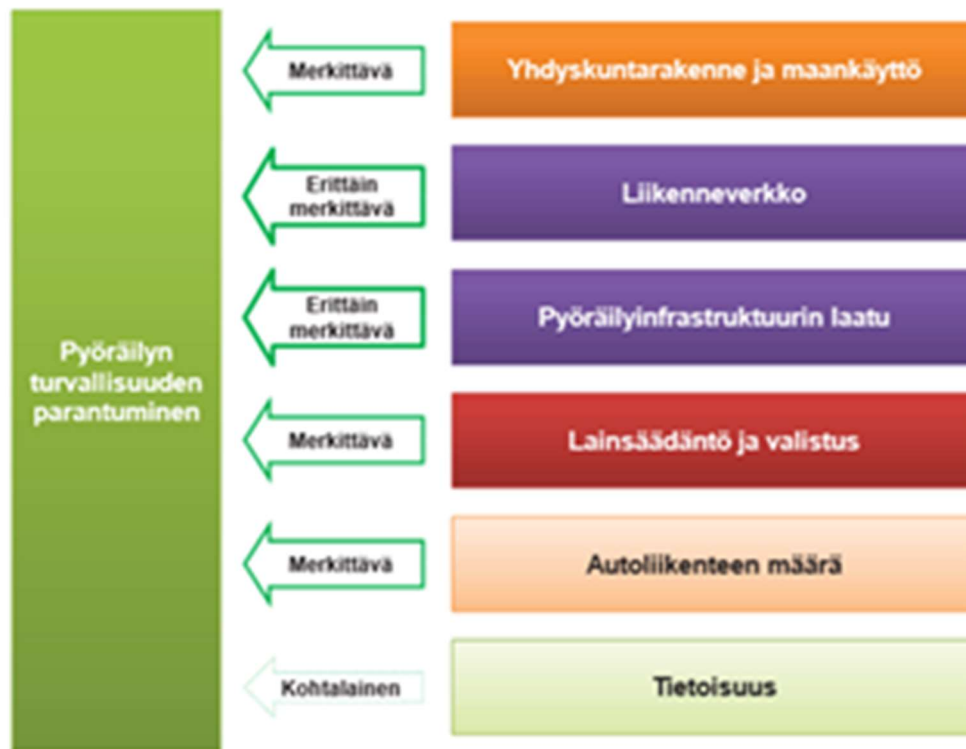 Pyöräilyn
turvallisuuden
parantuminen
Merkittävä
Yhdyskuntarakenne ja maankäyttö
Erittäin
merkittävä
Liikenneverkko
Erittäin
merkittävä
Pyöräilyinfrastruktuurin laatu
Merkittävä
Lainsäädäntö ja valistus
Merkittävä
Autoliikenteen määrä
Kohtalainen
Tietoisuus